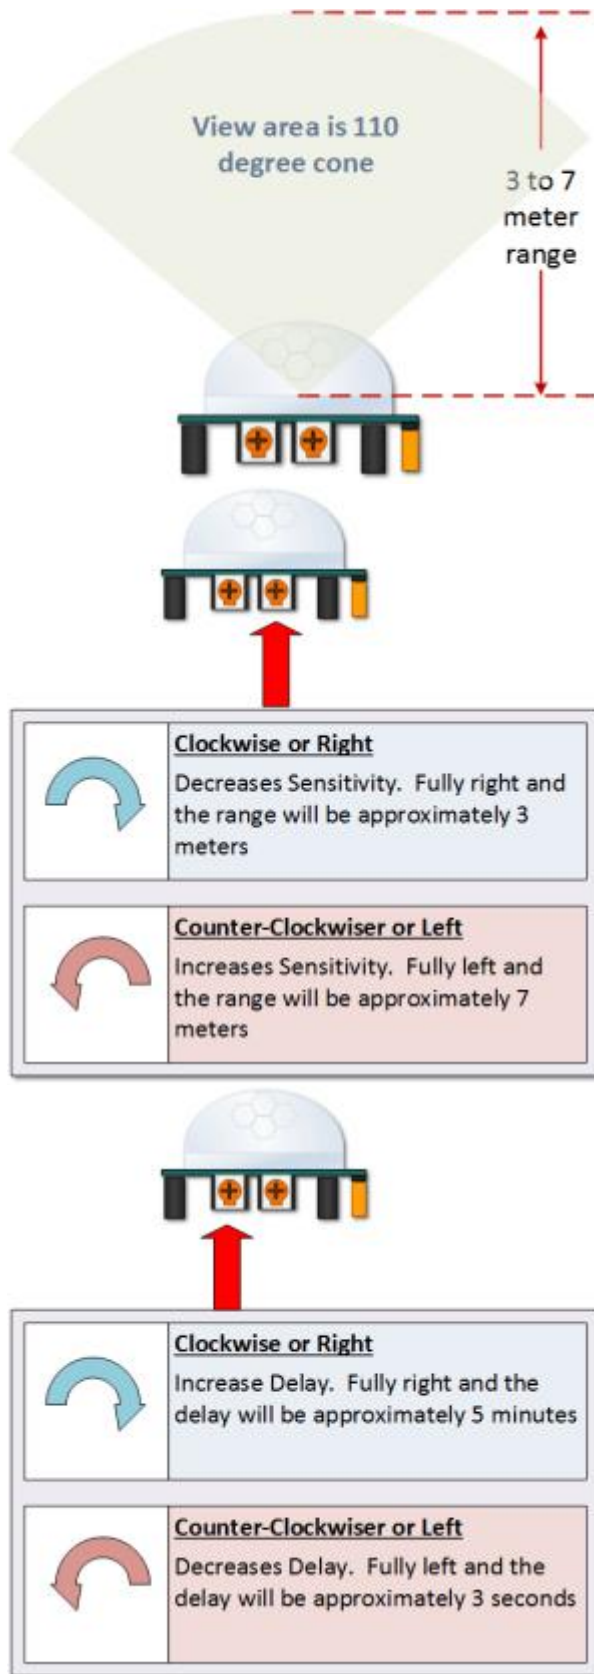 View area is 110
degree cone
3 to 7
meter
range
Clockwise or Right
Decreases Sensitivity. Fully right and
the range will be approximately 3
meters
Counter-Clockwiser or Left
Increases Sensitivity. Fully left and
the range will be approximately 7
meters
Clockwise or Right
Increase Delay. Fully right and the
delay will be approximately 5 minutes
Counter-Clockwiser or Left
Decreases Delay. Fully left and the
delay will be approximately 3 seconds